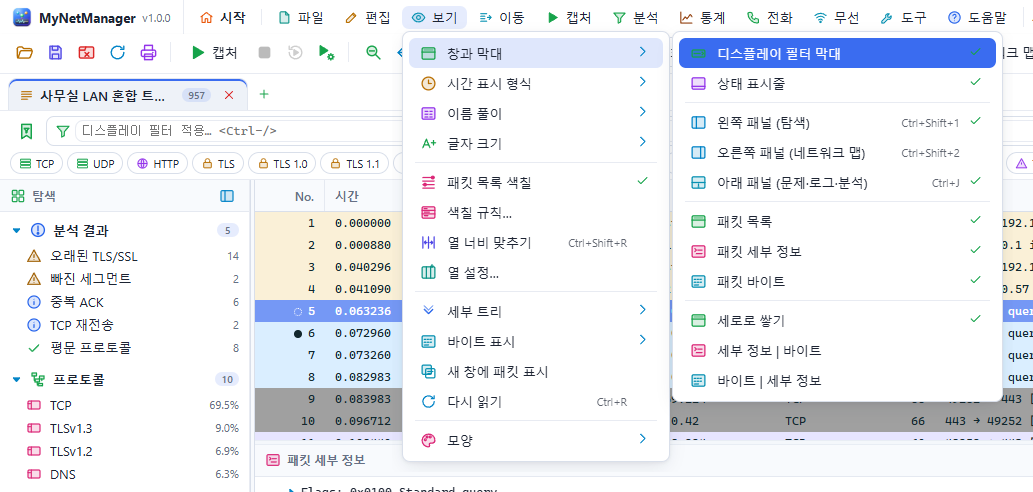 MyNetManager v1.0.0 시작 파일 편집 보기 이동 캡처 분석 통계 전화 무선 도구 도움말
캡처
사무실 LAN 혼합 트... 957
디스플레이 필터 적용… <Ctrl-/>
TCP UDP HTTP TLS TLS 1.0 TLS 1.1
탐색
분석 결과 5
오래된 TLS/SSL 14
빠진 세그먼트 2
중복 ACK 6
TCP 재전송 2
평문 프로토콜 8
프로토콜 10
TCP 69.5%
TLSv1.3 9.0%
TLSv1.2 6.9%
DNS 6.3%
No. 시간
1 0.000000
2 0.000880
3 0.040296
4 0.041090
5 0.063236
6 0.072960
7 0.073260
8 0.082983
9 0.083983
10 0.096712
TCP 66 443 → 49252
패킷 세부 정보
Flags: 0x0100 Standard query
창과 막대
시간 표시 형식
이름 풀이
글자 크기
패킷 목록 색칠
색칠 규칙...
열 너비 맞추기 Ctrl+Shift+R
열 설정...
세부 트리
바이트 표시
새 창에 패킷 표시
다시 읽기 Ctrl+R
모양
디스플레이 필터 막대
상태 표시줄
왼쪽 패널 (탐색) Ctrl+Shift+1
오른쪽 패널 (네트워크 맵) Ctrl+Shift+2
아래 패널 (문제·로그·분석) Ctrl+J
패킷 목록
패킷 세부 정보
패킷 바이트
세로로 쌓기
세부 정보 | 바이트
바이트 | 세부 정보